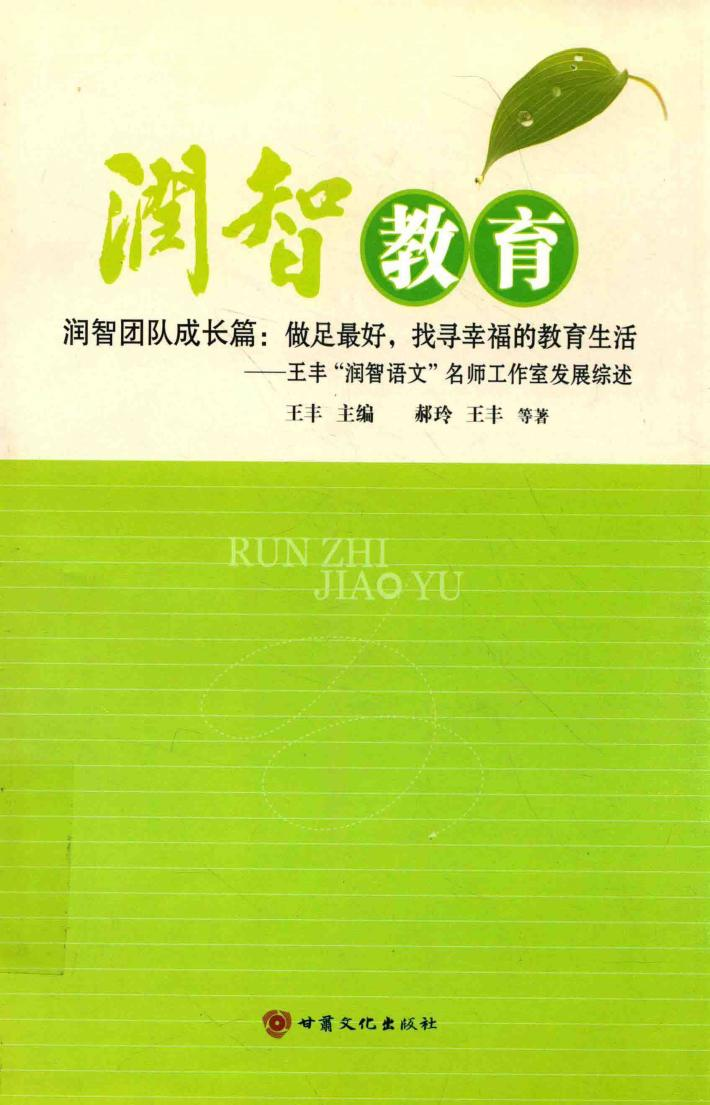 潤智教育
润智团队成长篇：做足最好，找寻幸福的教育生活
——王丰“润智语文”名师工作室发展综述
王丰 主编 郝玲 王丰 等著
RUN ZHI
JIAO YU
甘肃文化出版社